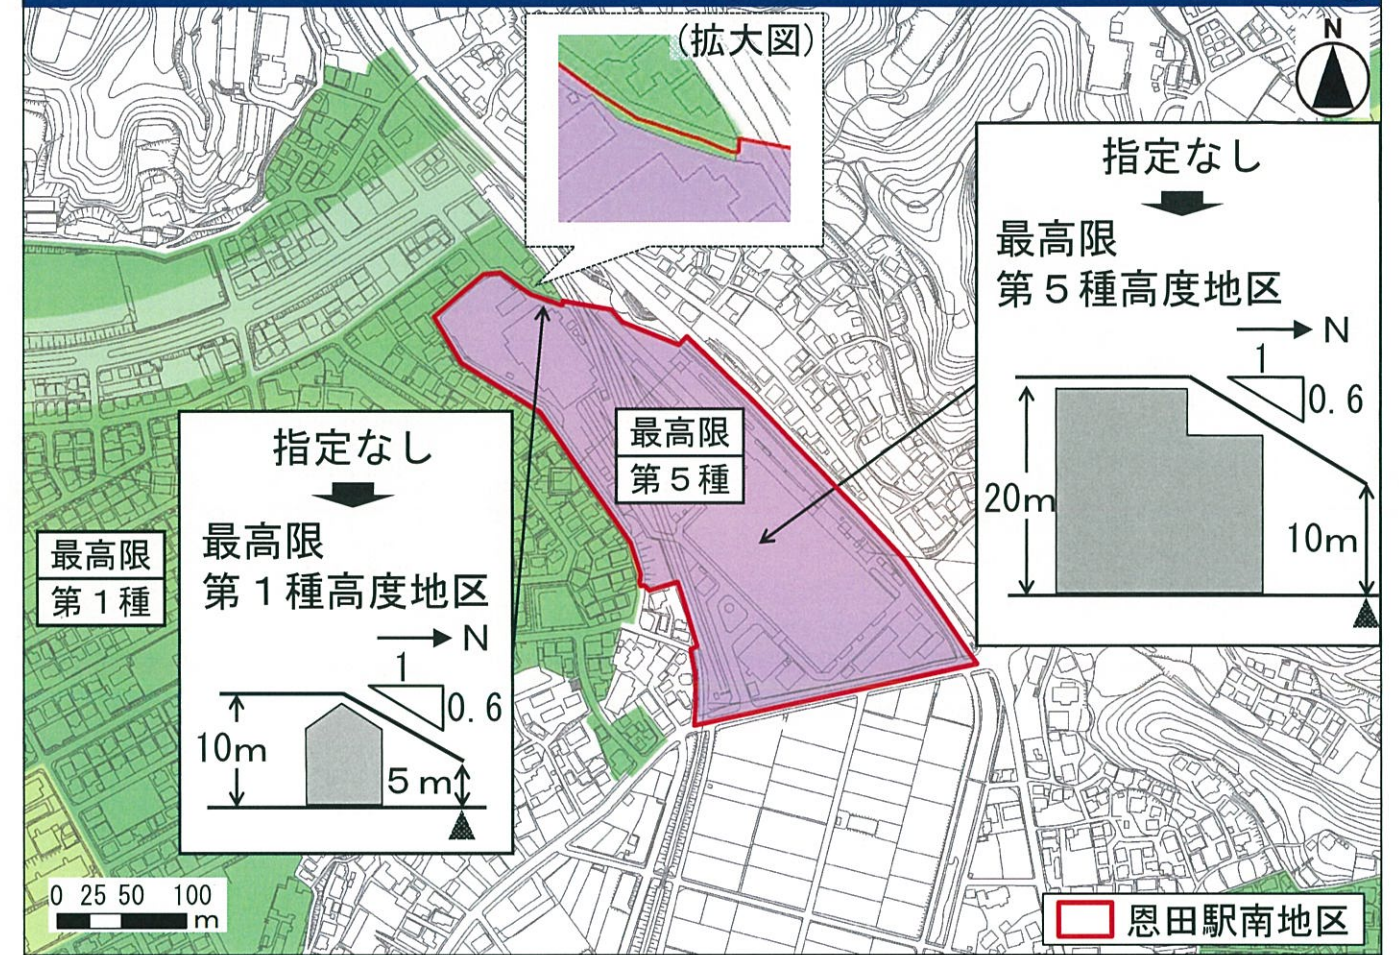 (拡大図)
N
指定なし
最高限
第5種高度地区
N
1
0.6
20m
10m
最高限
第5種
指定なし
最高限
第1種高度地区
N
1
0.6
10m
5m
最高限
第1種
0 25 50 100
m
恩田駅南地区